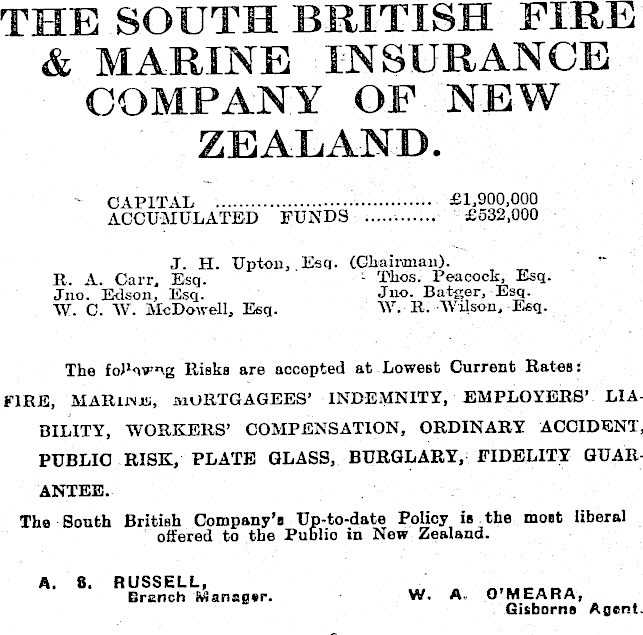 THE SOUTH BRITISH FIRE
& MARINE INSURANCE
COMPANY OF NEW
ZEALAND.
CAPITAL .................................... £1,900,000
ACCUMULATED FUNDS ............ £532,000
J. H. Upton, Esq. (Chairman).
R. A. Carr, Esq. Thos. Peacock, Esq.
Jno. Edson, Esq. Jno. Batger, Esq.
W. C. W. McDowell, Esq. W. R. Wilson, Esq.
The follow'ng Risks are accepted at Lowest Current Rates:
FIRE, MARINE, MORTGAGEES' INDEMNITY, EMPLOYERS' LIA-
BILITY, WORKERS' COMPENSATION, ORDINARY ACCIDENT,
PUBLIC RISK, PLATE GLASS, BURGLARY, FIDELITY GUAR-
ANTEE.
The South British Company's Up-to-date Policy is the most liberal
offered to the Public in New Zealand.
A. S. RUSSELL,
Branch Manager.
W. A. O'MEARA,
Gisborne Agent.